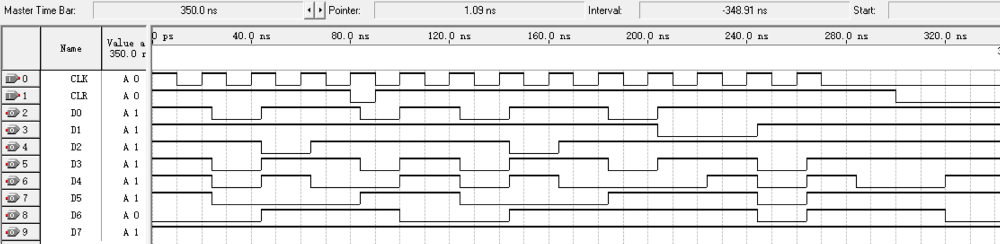 Master Time Bar: 350.0 ns Pointer: 1.09 ns Interval: -348.91 ns Start:
Name Value a 350.0 r
0 ps 40.0 ns 80.0 ns 120.0 ns 160.0 ns 200.0 ns 240.0 ns 280.0 ns 320.0 ns
0 CLK A 0
1 CLR A 0
2 D0 A 1
3 D1 A 1
4 D2 A 1
5 D3 A 1
6 D4 A 1
7 D5 A 1
8 D6 A 0
9 D7 A 1